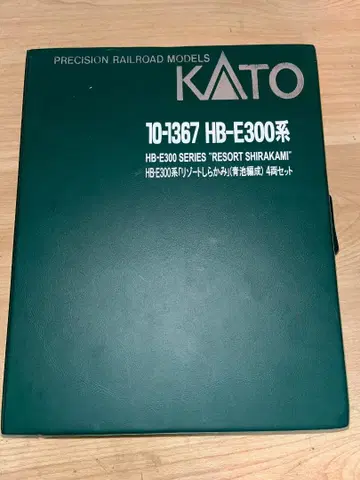 PRECISION RAILROAD MODELS
KATO
10-1367 HB-E300系
HB-E300 SERIES "RESORT SHIRAKAMI"
HB-E300系「リゾートしらかみ」(青池編成) 4両セット